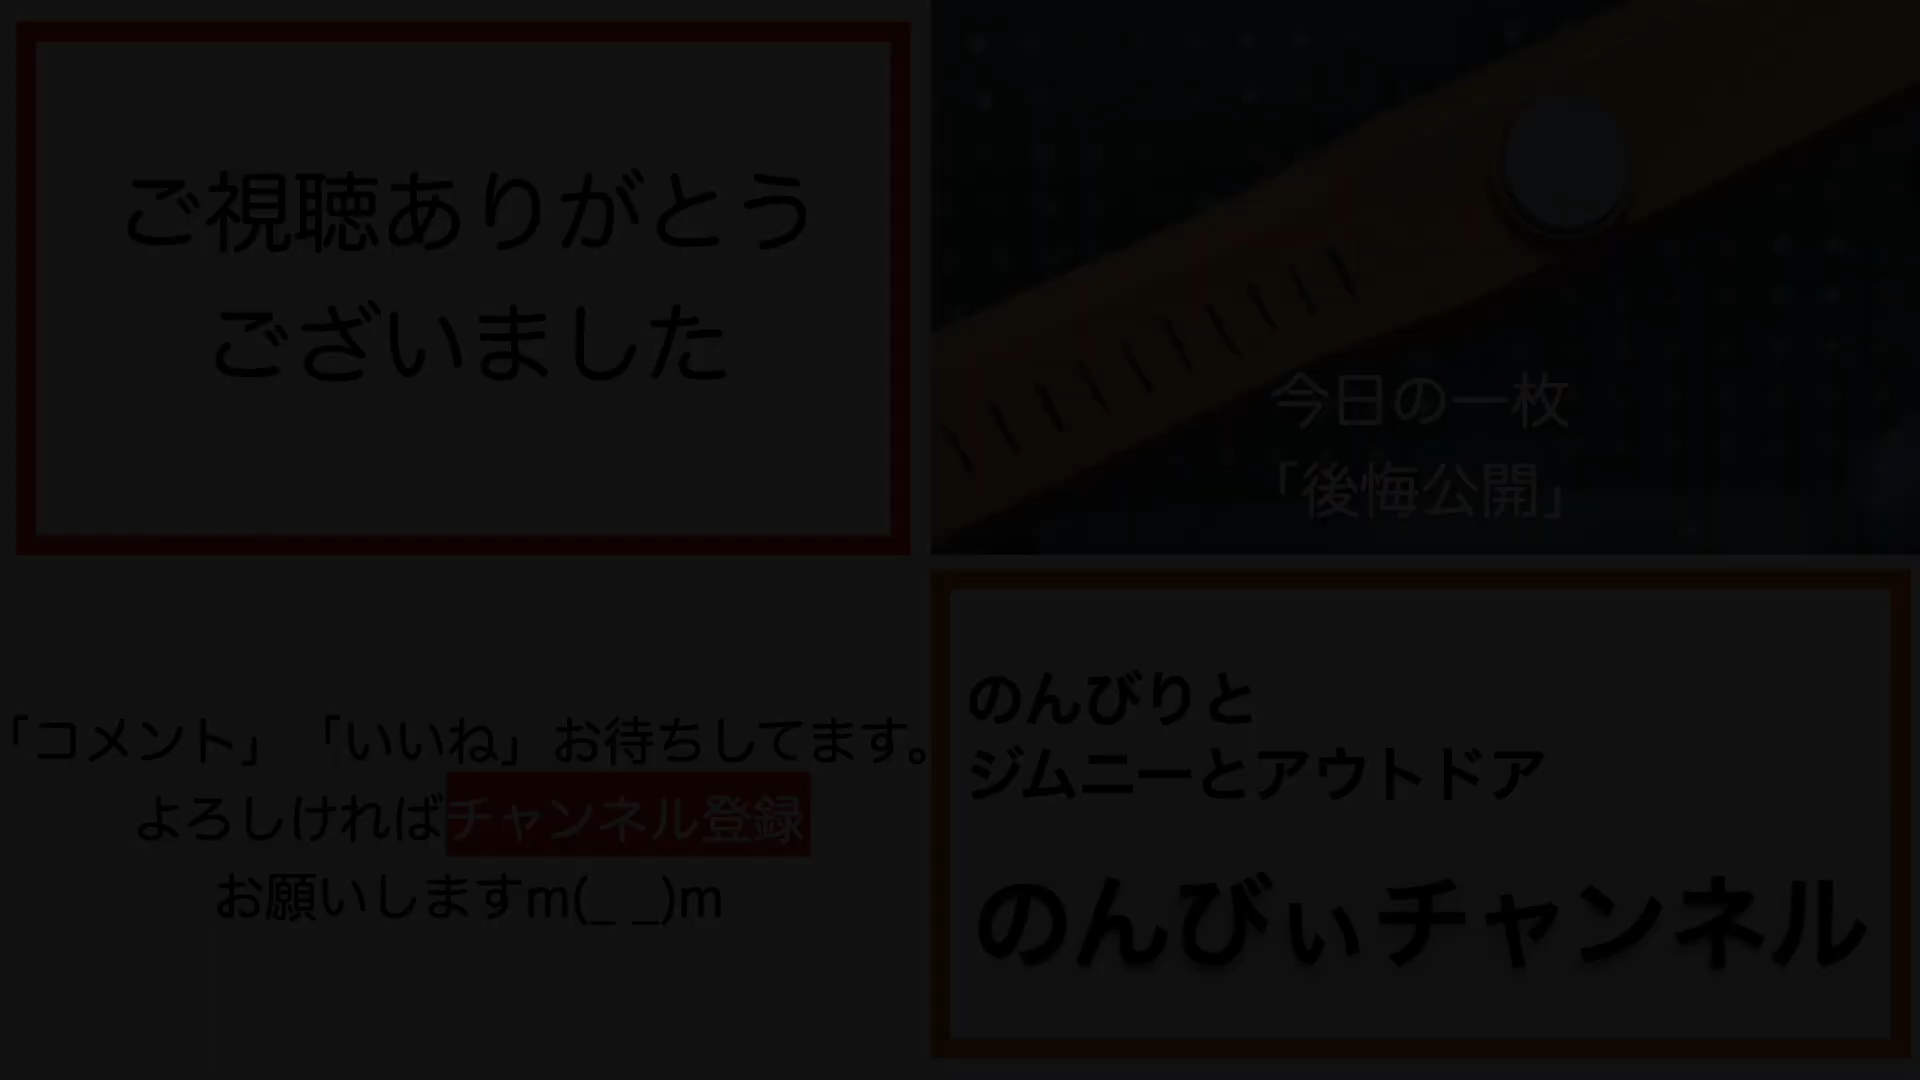 ご視聴ありがとう
ございました
今日の一枚
「後悔公開」
「コメント」「いいね」お待ちしてます。
よろしければチャンネル登録
お願いしますm(_ _)m
のんびりと
ジムニーとアウトドア
のんびぃチャンネル